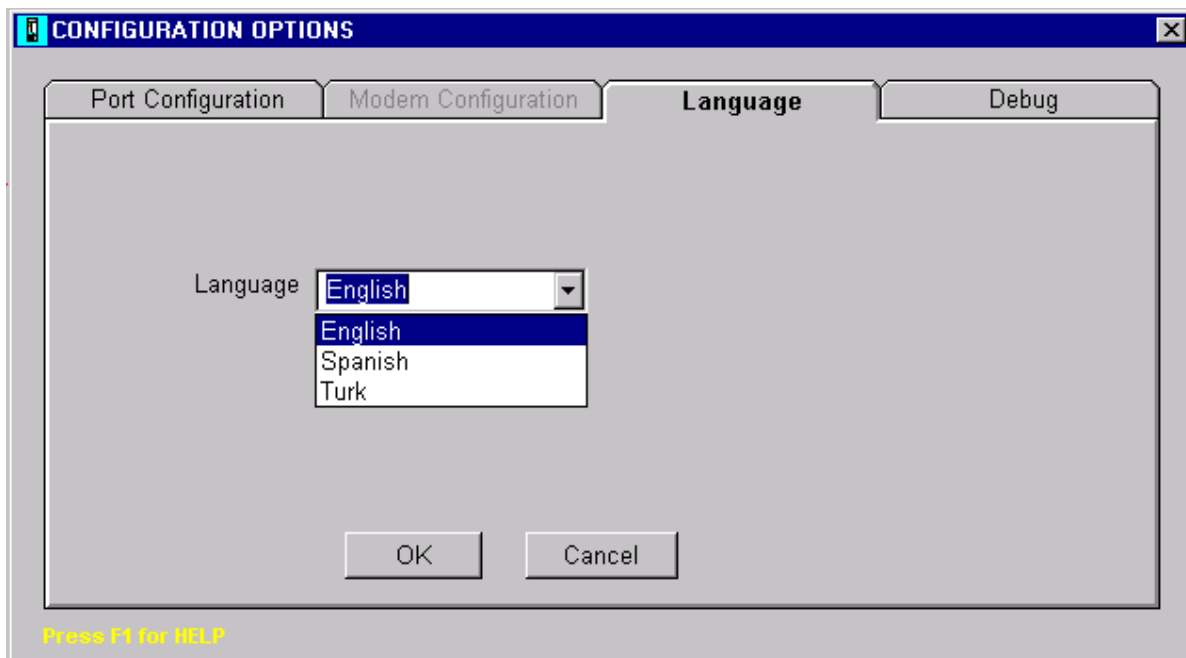 CONFIGURATION OPTIONS
Port Configuration Modem Configuration Language Debug
Language English
English
Spanish
Turk
OK Cancel
Press F1 for HELP